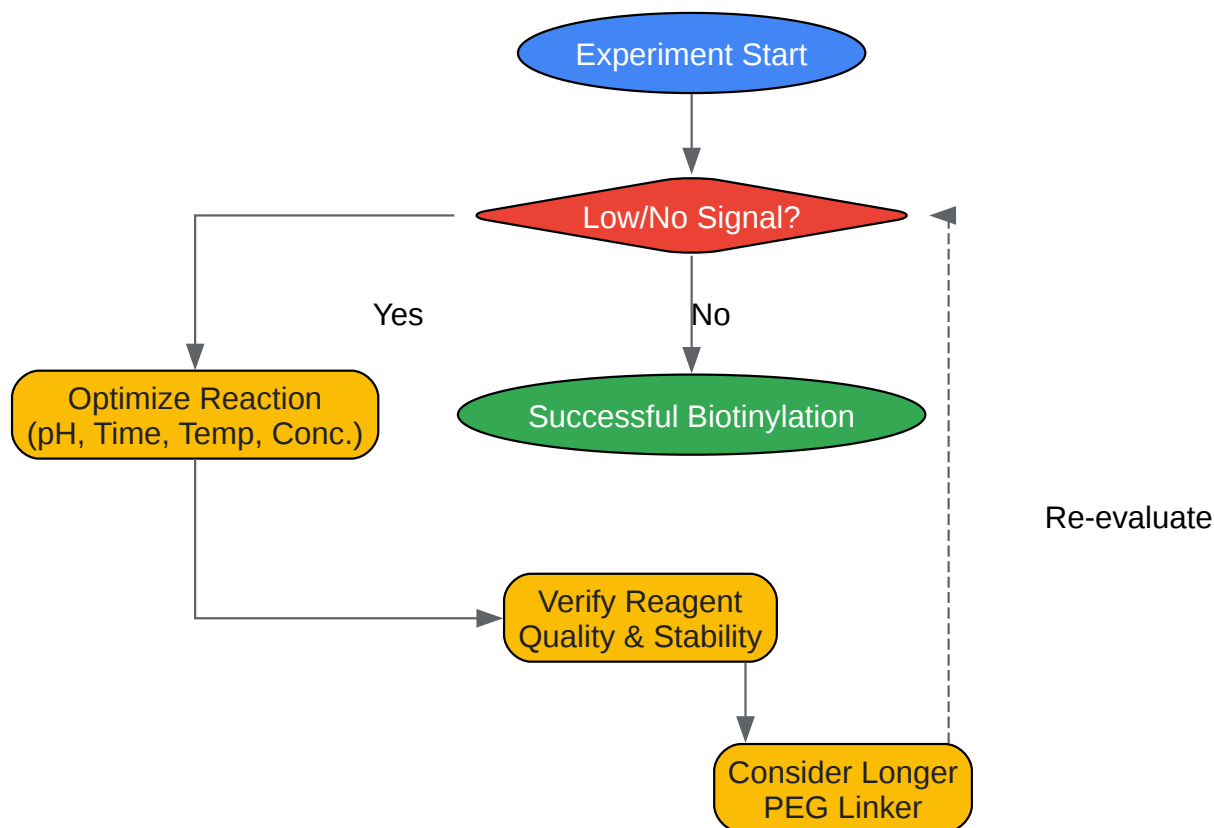 Experiment Start
Low/No Signal?
Yes
No
Optimize Reaction
(pH, Time, Temp, Conc.)
Successful Biotinylation
Re-evaluate
Verify Reagent
Quality & Stability
Consider Longer
PEG Linker